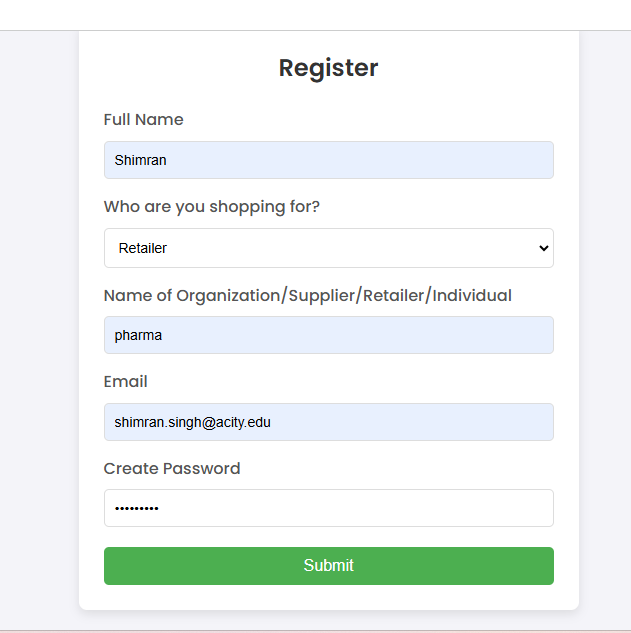 Register
Full Name
Shimran
Who are you shopping for?
Retailer
Name of Organization/Supplier/Retailer/Individual
pharma
Email
shimran.singh@acity.edu
Create Password
•••••••••
Submit